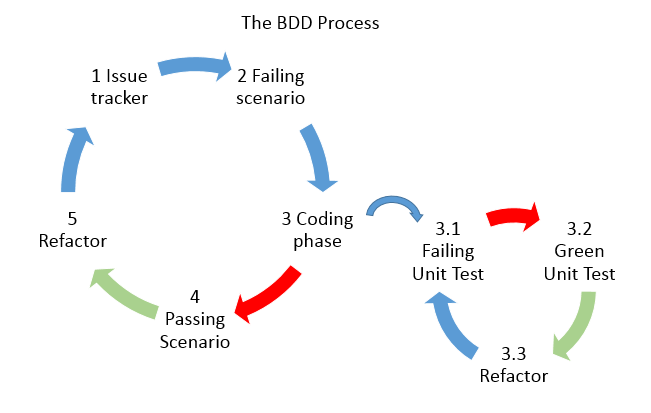 The BDD Process
1 Issue
tracker
2 Failing
scenario
3 Coding
phase
4
Passing
Scenario
5
Refactor
3.1
Failing
Unit Test
3.2
Green
Unit Test
3.3
Refactor